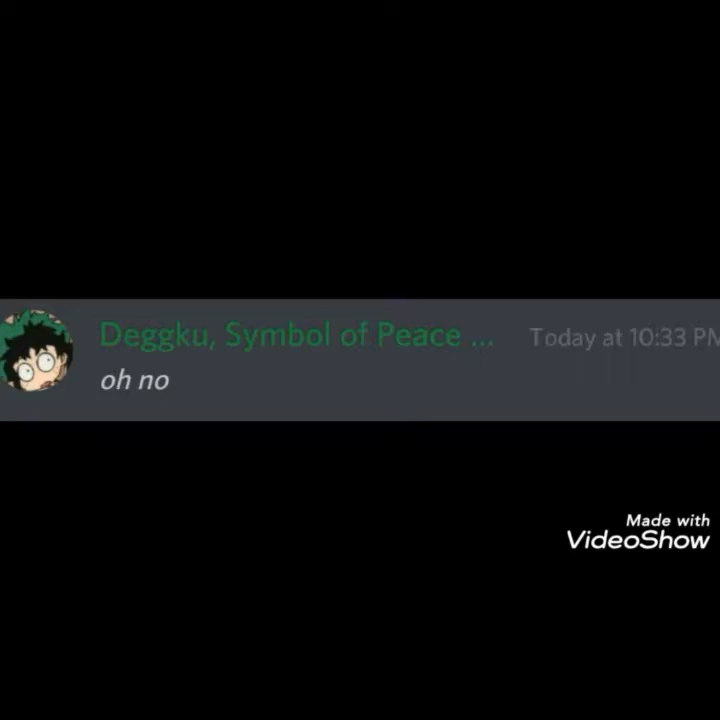 Deggku, Symbol of Peace ... Today at 10:33 PM
oh no
Made with
VideoShow